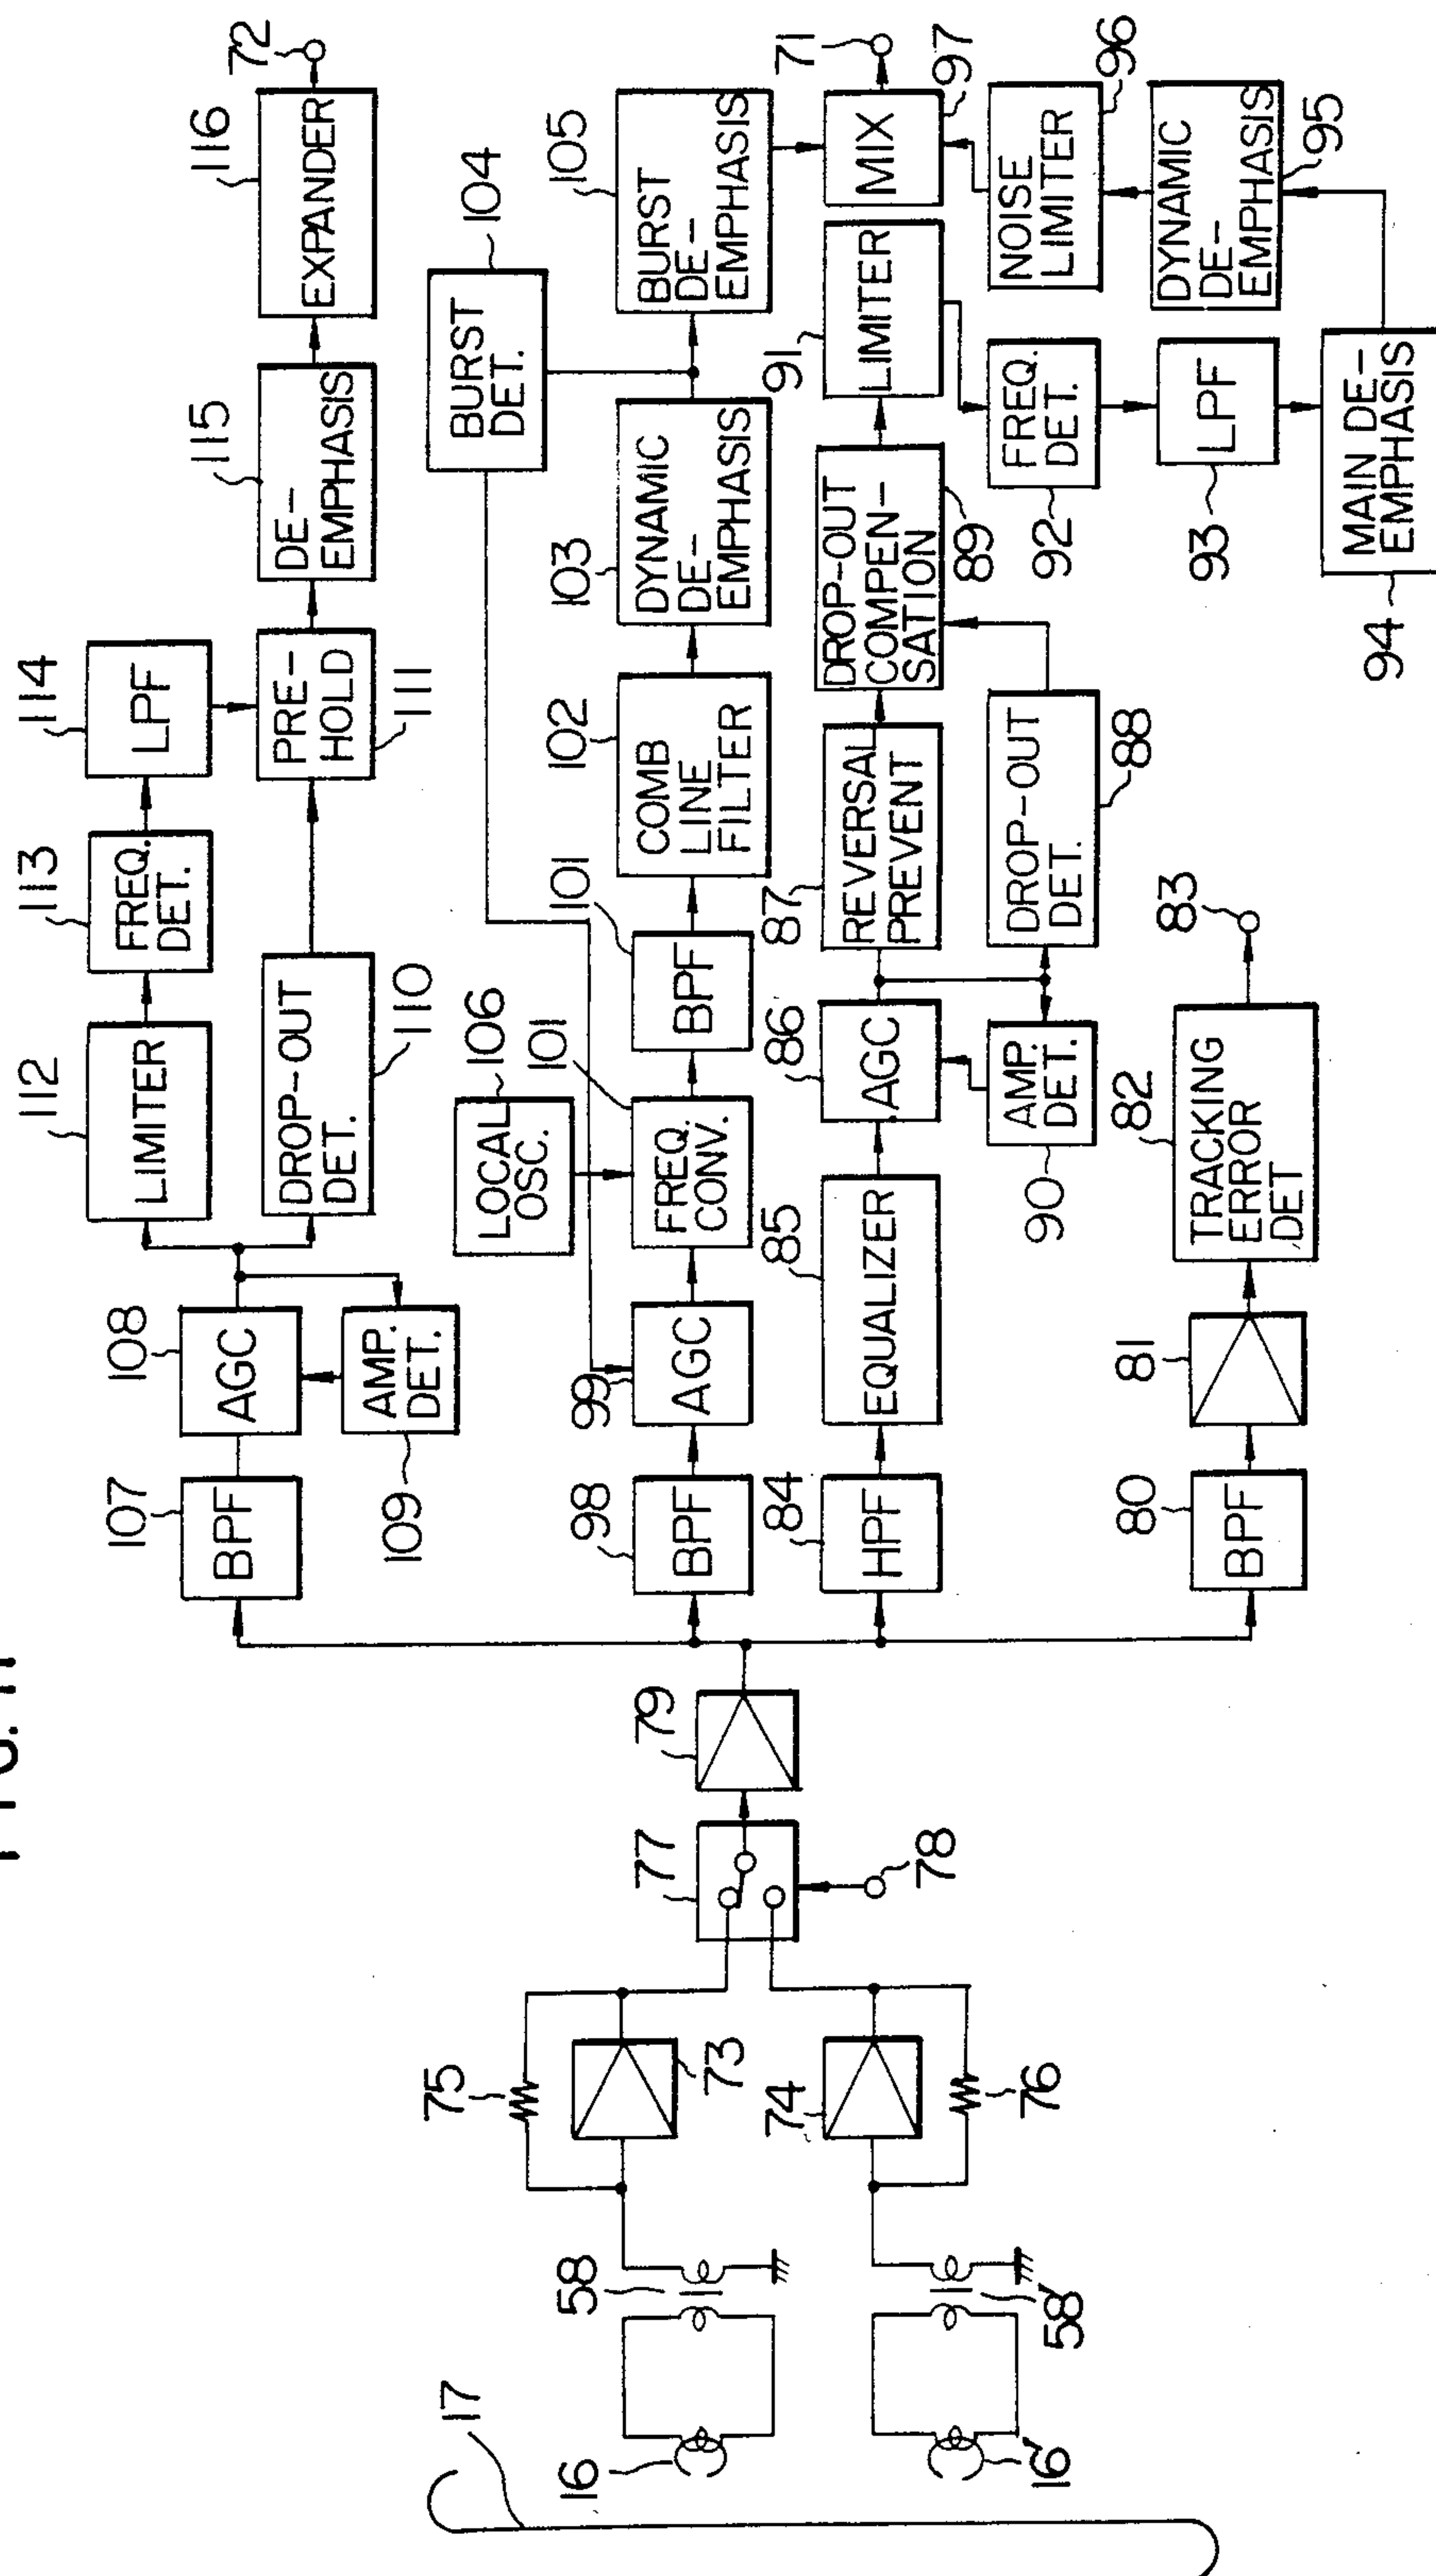 72
116
EXPANDER
115
DE-
EMPHASIS
114
LPF
PRE-
HOLD
111
113
FREQ.
DET.
112
LIMITER
DROP-OUT
DET.
110
108
AGC
AMP.
DET.
109
107
BPF
104
BURST
DET.
105
BURST
DE-
EMPHASIS
103
DYNAMIC
DE-
EMPHASIS
102
COMB
LINE
FILTER
101
BPF
106
LOCAL
OSC.
101
FREQ.
CONV.
99
AGC
98
BPF
71
MIX
97
91
LIMITER
NOISE
LIMITER
96
DYNAMIC
DE-
EMPHASIS
95
FREQ.
DET.
92
LPF
93
MAIN DE-
EMPHASIS
94
DROP-OUT
COMPEN-
SATION
89
87
REVERSAL
PREVENT
DROP-OUT
DET.
88
86
AGC
AMP.
DET.
90
85
EQUALIZER
84
HPF
83
82
TRACKING
ERROR
DET
81
80
BPF
79
77
78
75
73
74
76
58
58'
16
16'
17